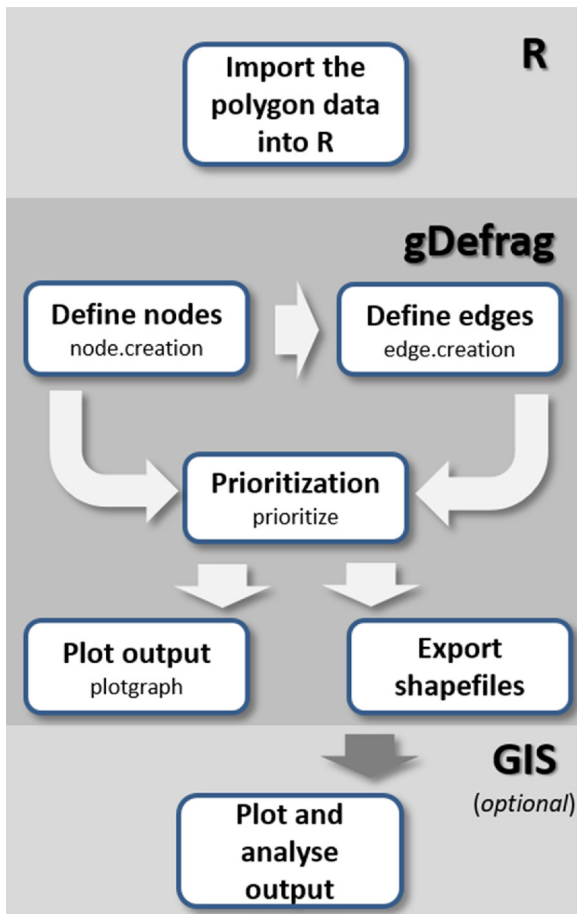 R
Import the
polygon data
into R
gDefrag
Define nodes
node.creation
Define edges
edge.creation
Prioritization
prioritize
Plot output
plotgraph
Export
shapefiles
GIS
(optional)
Plot and
analyse
output